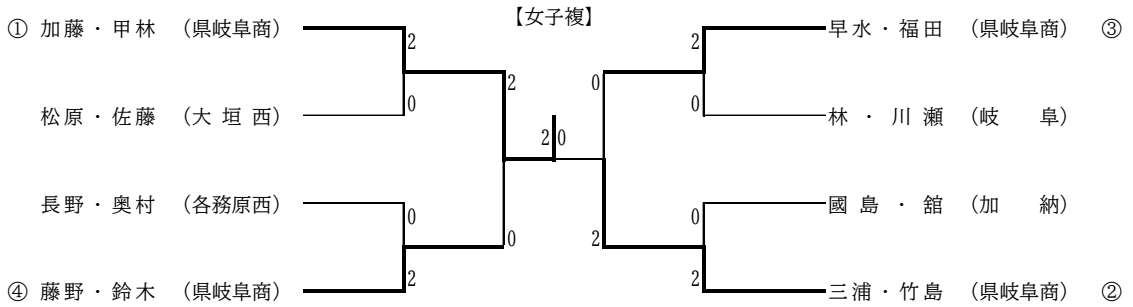 【女子複】
① 加藤・甲林 (県岐阜商) 2 2 早水・福田 (県岐阜商) ③
2 0
松原・佐藤 (大垣西) 0 0 林・川瀬 (岐 阜)
2 0
長野・奥村 (各務原西) 0 0 國島・舘 (加 納)
0 2
④ 藤野・鈴木 (県岐阜商) 2 2 三浦・竹島 (県岐阜商) ②